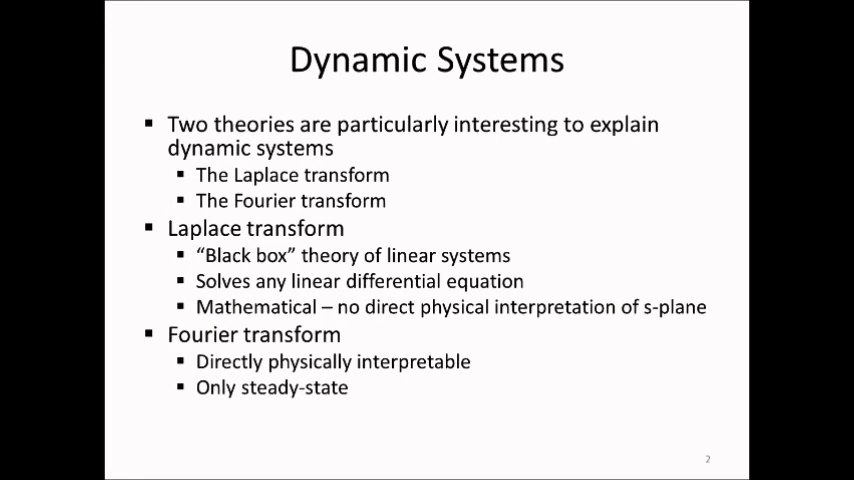 Dynamic Systems
▪ Two theories are particularly interesting to explain
dynamic systems
▪ The Laplace transform
▪ The Fourier transform
▪ Laplace transform
▪ “Black box” theory of linear systems
▪ Solves any linear differential equation
▪ Mathematical – no direct physical interpretation of s-plane
▪ Fourier transform
▪ Directly physically interpretable
▪ Only steady-state
2